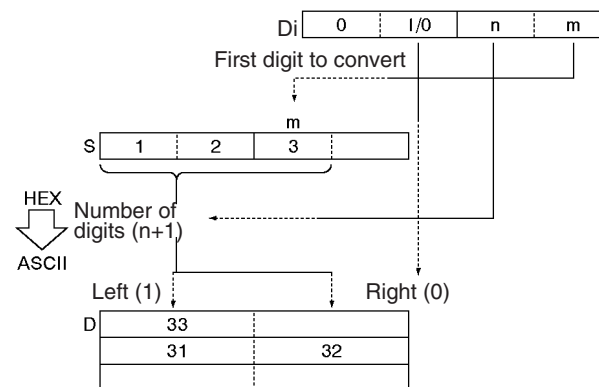 Di 0 1/0 n m
First digit to convert
m
S 1 2 3
HEX
Number of
digits (n+1)
ASCII
Left (1) Right (0)
D 33
31 32